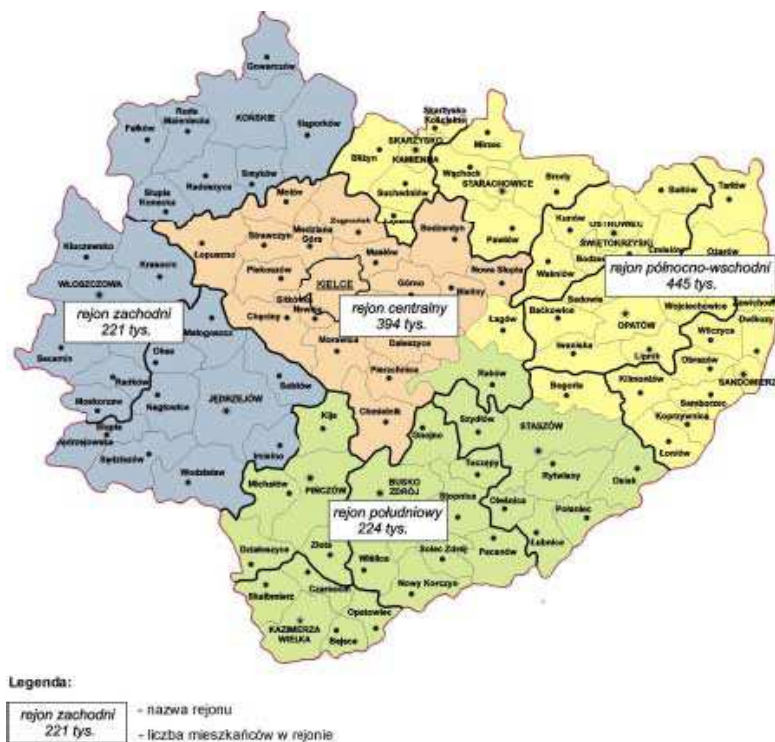 Gowarczów
Ruda
Maleniecka
KOŃSKIE
Stąporków
Fałków
Radoszyce
Smyków
Słupia
Konecka
Skarżysko
Kościelne
SKARŻYSKO
KAMIENNA
Bliżyn
Suchedniów
Mirzec
Wąchock
STARACHOWICE
Brody
Pawłów
Bałtów
Tarłów
Kunów
OSTROWIEC
ŚWIĘTOKRZYSKI
Ćmielów
Ożarów
Waśniów
Mniów
Zagnańsk
Strawczyn
Miedziana
Góra
Masłów
Bodzentyn
Łopuszno
Piekoszów
KIELCE
Górno
Bieliny
Nowa Słupia
Sitkówka
Nowiny
Chęciny
Morawica
Daleszyce
Pierzchnica
Chmielnik
Łagów
Raków
Kluczewsko
Krasocin
WŁOSZCZOWA
Małogoszcz
Secemin
Oksa
Radków
Moskorzew
Nagłowice
JĘDRZEJÓW
Sobków
Słupia
Jędrzejowska
Sędziszów
Wodzisław
Imielno
rejon zachodni
221 tys.
rejon centralny
394 tys.
rejon północno-wschodni
445 tys.
Sadowie
Wojciechowice
Zawichost
Dwikozy
Baćkowice
OPATÓW
Wilczyce
Iwaniska
Lipnik
Obrazów
SANDOMIERZ
Bogoria
Klimontów
Samborzec
Koprzywnica
Łoniów
Kije
Gnojno
Szydłów
STASZÓW
Michałów
PIŃCZÓW
BUSKO
ZDRÓJ
Tuczępy
Rytwiany
Osiek
Stopnica
Oleśnica
Połaniec
Łubnice
rejon południowy
224 tys.
Działoszyce
Złota
Wiślica
Solec Zdrój
Pacanów
Skalbmierz
Czarnocin
Nowy Korczyn
KAZIMIERZA
WIELKA
Opatowiec
Bejsce
Legenda:
rejon zachodni
221 tys.
- nazwa rejonu
- liczba mieszkańców w rejonie